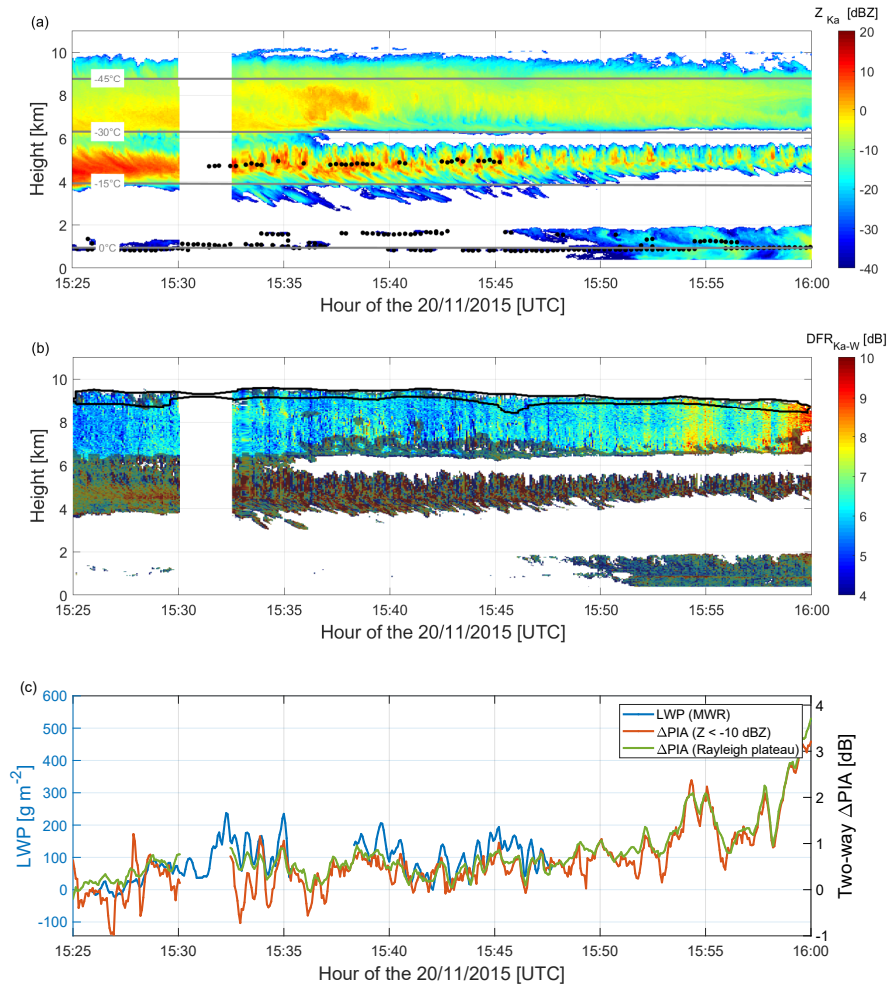 (a)
Z Ka [dBZ]
10
8
6
4
2
0
Height [km]
-45°C
-30°C
-15°C
0°C
20
10
0
-10
-20
-30
-40
15:25 15:30 15:35 15:40 15:45 15:50 15:55 16:00
Hour of the 20/11/2015 [UTC]
(b)
DFR Ka-W [dB]
10
8
6
4
2
0
Height [km]
10
9
8
7
6
5
4
15:25 15:30 15:35 15:40 15:45 15:50 15:55 16:00
Hour of the 20/11/2015 [UTC]
(c)
600
500
400
300
200
100
0
-100
LWP [g m-2]
LWP (MWR)
ΔPIA (Z < -10 dBZ)
ΔPIA (Rayleigh plateau)
4
3
2
1
0
-1
Two-way ΔPIA [dB]
15:25 15:30 15:35 15:40 15:45 15:50 15:55 16:00
Hour of the 20/11/2015 [UTC]